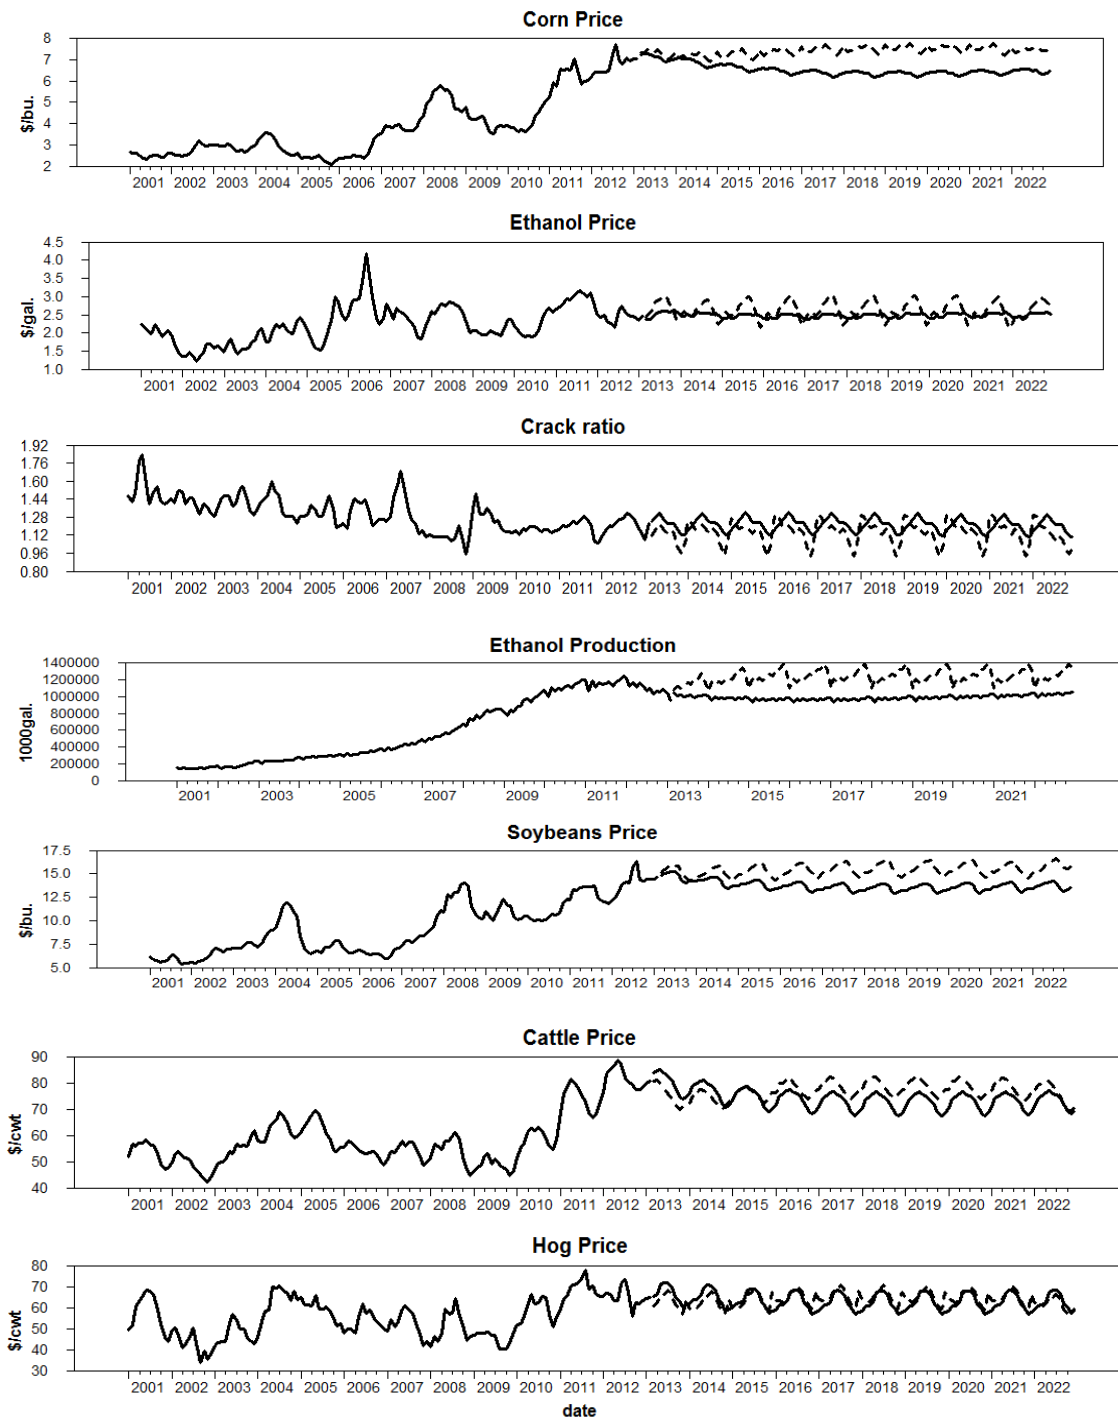 Corn Price
8
7
6
5
4
3
2
$/bu.
2001 2002 2003 2004 2005 2006 2007 2008 2009 2010 2011 2012 2013 2014 2015 2016 2017 2018 2019 2020 2021 2022
Ethanol Price
4.5
4.0
3.5
3.0
2.5
2.0
1.5
1.0
$/gal.
2001 2002 2003 2004 2005 2006 2007 2008 2009 2010 2011 2012 2013 2014 2015 2016 2017 2018 2019 2020 2021 2022
Crack ratio
1.92
1.76
1.60
1.44
1.28
1.12
0.96
0.80
2001 2002 2003 2004 2005 2006 2007 2008 2009 2010 2011 2012 2013 2014 2015 2016 2017 2018 2019 2020 2021 2022
Ethanol Production
1400000
1200000
1000000
800000
600000
400000
200000
0
1000gal.
2001 2003 2005 2007 2009 2011 2013 2015 2017 2019 2021
Soybeans Price
17.5
15.0
12.5
10.0
7.5
5.0
$/bu.
2001 2002 2003 2004 2005 2006 2007 2008 2009 2010 2011 2012 2013 2014 2015 2016 2017 2018 2019 2020 2021 2022
Cattle Price
90
80
70
60
50
40
$/cwt
2001 2002 2003 2004 2005 2006 2007 2008 2009 2010 2011 2012 2013 2014 2015 2016 2017 2018 2019 2020 2021 2022
Hog Price
80
70
60
50
40
30
$/cwt
2001 2002 2003 2004 2005 2006 2007 2008 2009 2010 2011 2012 2013 2014 2015 2016 2017 2018 2019 2020 2021 2022
date